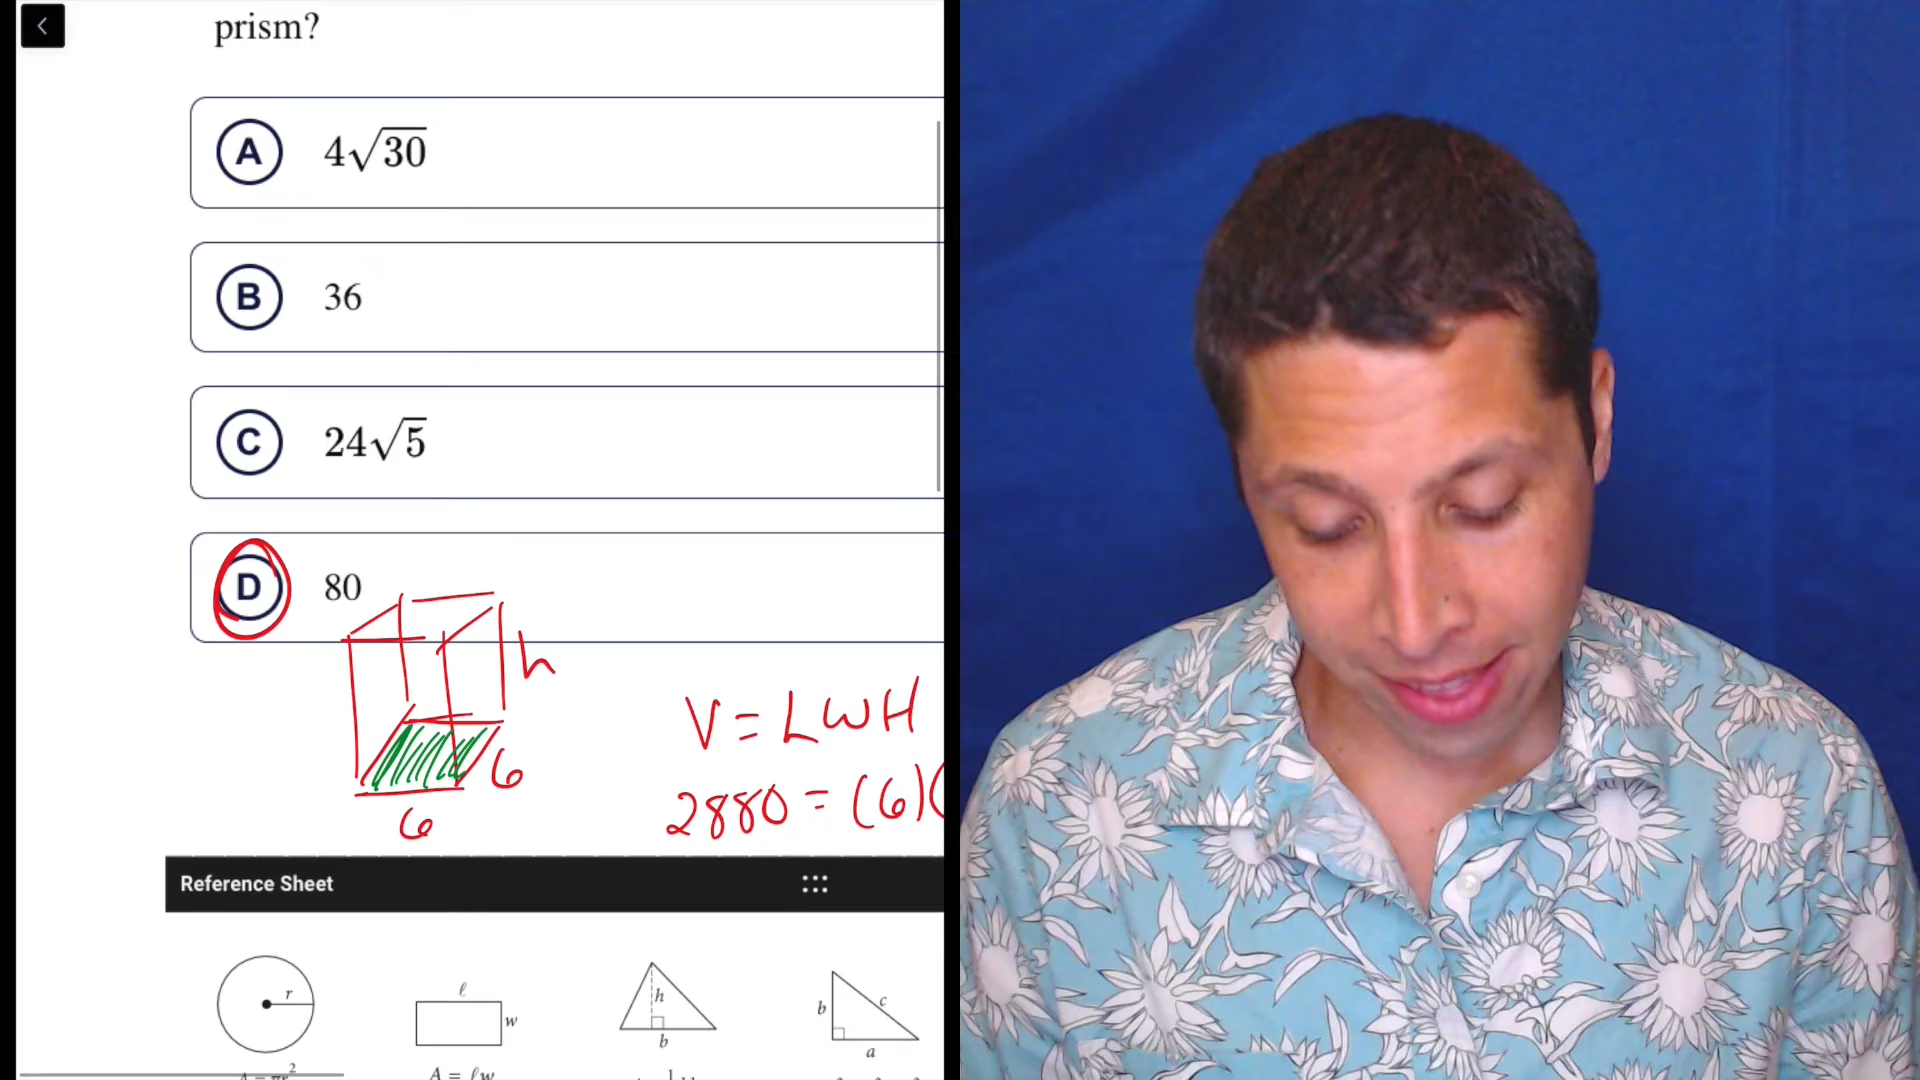 prism?
A 4√30
B 36
C 24√5
D 80
h
6
6
V = LWH
2880 = (6)(
Reference Sheet
r
ℓ
w
h
b
b
c
a
A = ℓw